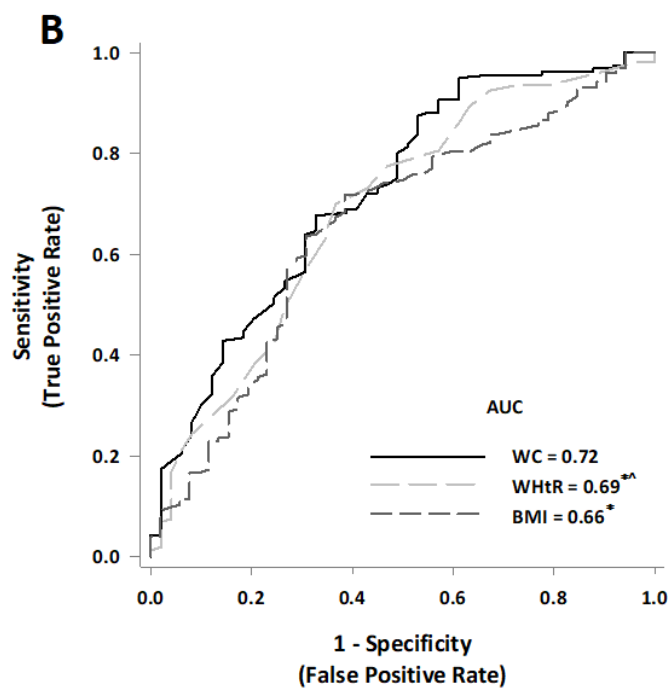 B
1.0
0.8
0.6
0.4
0.2
0.0
Sensitivity
(True Positive Rate)
AUC
WC = 0.72
WHtR = 0.69*^
BMI = 0.66*
0.0 0.2 0.4 0.6 0.8 1.0
1 - Specificity
(False Positive Rate)